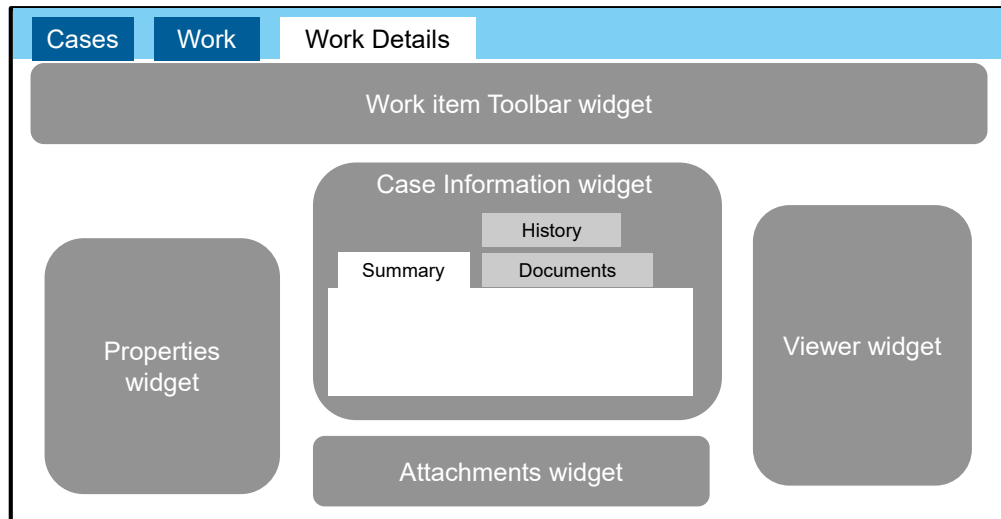 Cases
Work
Work Details
Work item Toolbar widget
Case Information widget
History
Summary
Documents
Properties
widget
Viewer widget
Attachments widget